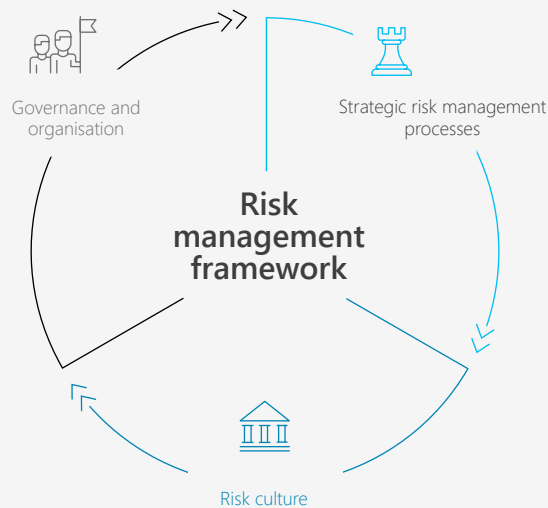 Governance and
organisation
Strategic risk management
processes
Risk
management
framework
Risk culture